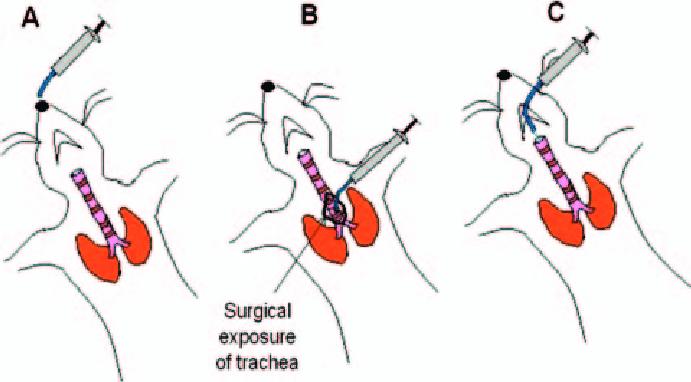 A
B
C
Surgical
exposure
of trachea